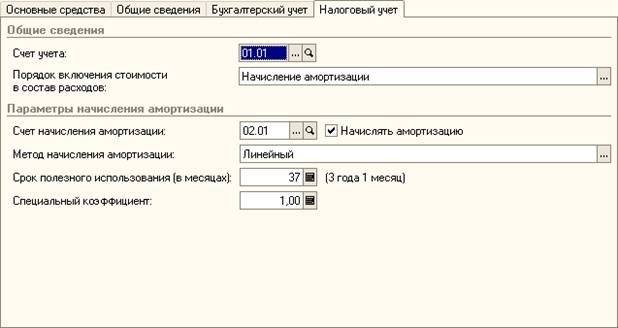 Основные средства Общие сведения Бухгалтерский учет Налоговый учет
Общие сведения
Счет учета: 01.01 ...
Порядок включения стоимости
в состав расходов: Начисление амортизации ...
Параметры начисления амортизации
Счет начисления амортизации: 02.01 ... Начислять амортизацию
Метод начисления амортизации: Линейный ...
Срок полезного использования (в месяцах): 37 (3 года 1 месяц)
Специальный коэффициент: 1,00